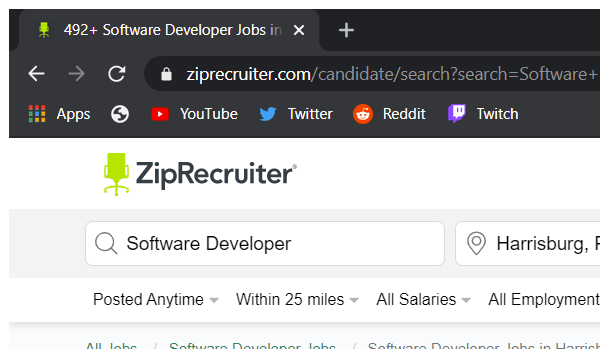 492+ Software Developer Jobs in
ziprecruiter.com/candidate/search?search=Software+
Apps YouTube Twitter Reddit Twitch
ZipRecruiter®
Software Developer Harrisburg, P
Posted Anytime Within 25 miles All Salaries All Employment
All Jobs / Software Developer Jobs / Software Developer Jobs in Harrisb